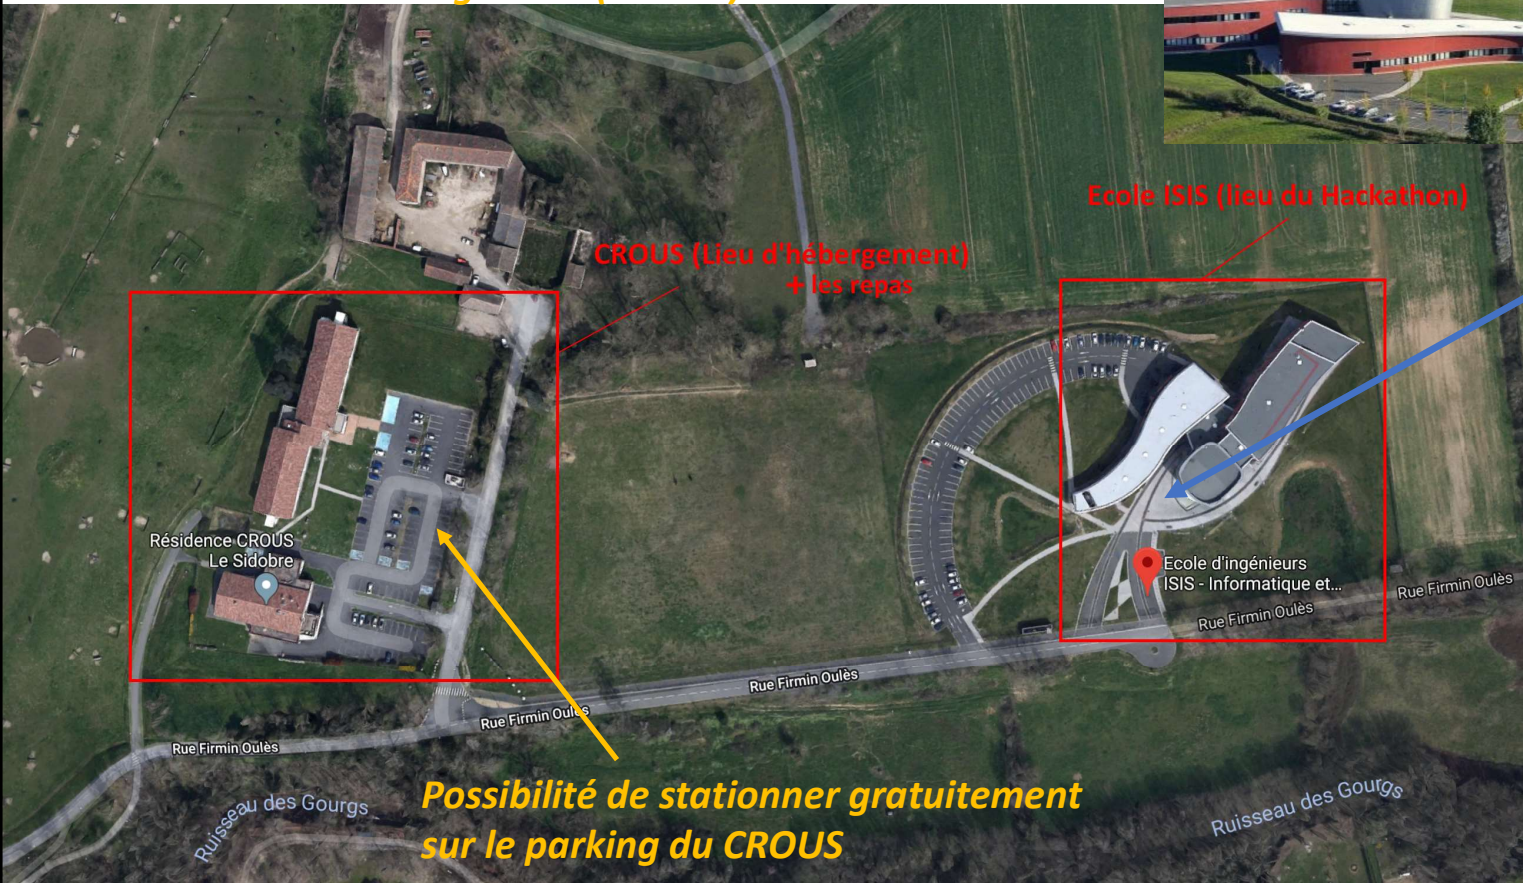 Ecole ISIS (lieu du Hackathon)
CROUS (Lieu d'hébergement)
+ les repas
Résidence CROUS
Le Sidobre
Ecole d'ingénieurs
ISIS - Informatique et...
Rue Firmin Oulès
Rue Firmin Oulès
Rue Firmin Oulès
Rue Firmin Oulès
Rue Firmin Oulès
Possibilité de stationner gratuitement
sur le parking du CROUS
Ruisseau des Gourgs
Ruisseau des Gourgs